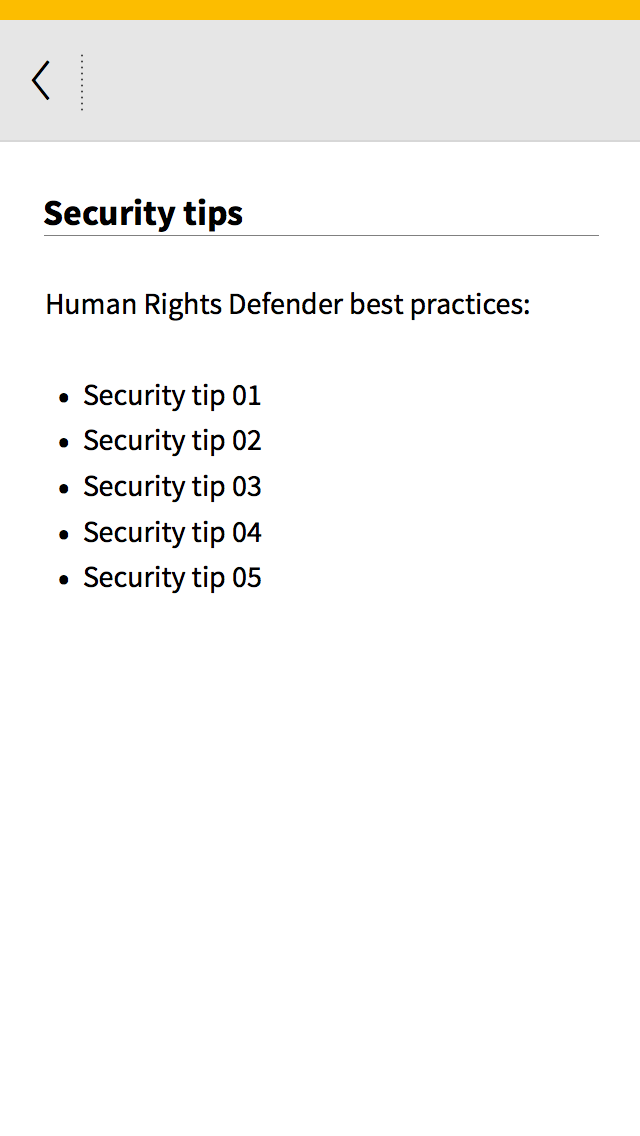 Security tips
Human Rights Defender best practices:
• Security tip 01
• Security tip 02
• Security tip 03
• Security tip 04
• Security tip 05